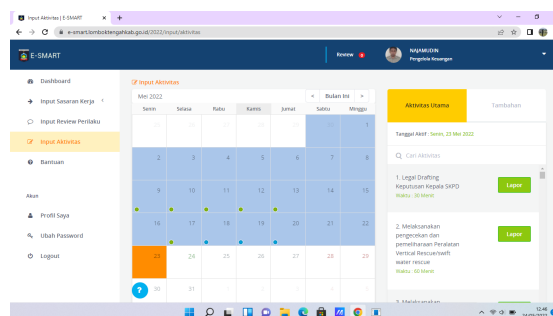 Input Aktivitas | E-SMART
e-smart.lomboktengahkab.go.id/2022/input/aktivitas
E-SMART
Review
NAJAMUDIN
Pengelola Keuangan
Dashboard
Input Sasaran Kerja
Input Review Perilaku
Input Aktivitas
Bantuan
Akun
Profil Saya
Ubah Password
Logout
Input Aktivitas
Mei 2022
« Bulan Ini »
Senin Selasa Rabu Kamis Jumat Sabtu Minggu
1
2 3 4 5 6 7 8
9 10 11 12 13 14 15
16 17 18 19 20 21 22
23 24 25 26 27 28 29
30 31
Aktivitas Utama Tambahan
Tanggal Aktif : Senin, 23 Mei 2022
Cari Aktivitas
1. Legal Drafting
Keputusan Kepala SKPD
Waktu : 30 Menit
Lapor
2. Melaksanakan
pengecekan dan
pemeliharaan Peralatan
Vertical Rescue/swift
water rescue
Waktu : 60 Menit
Lapor
3. Melaksanakan
12.46